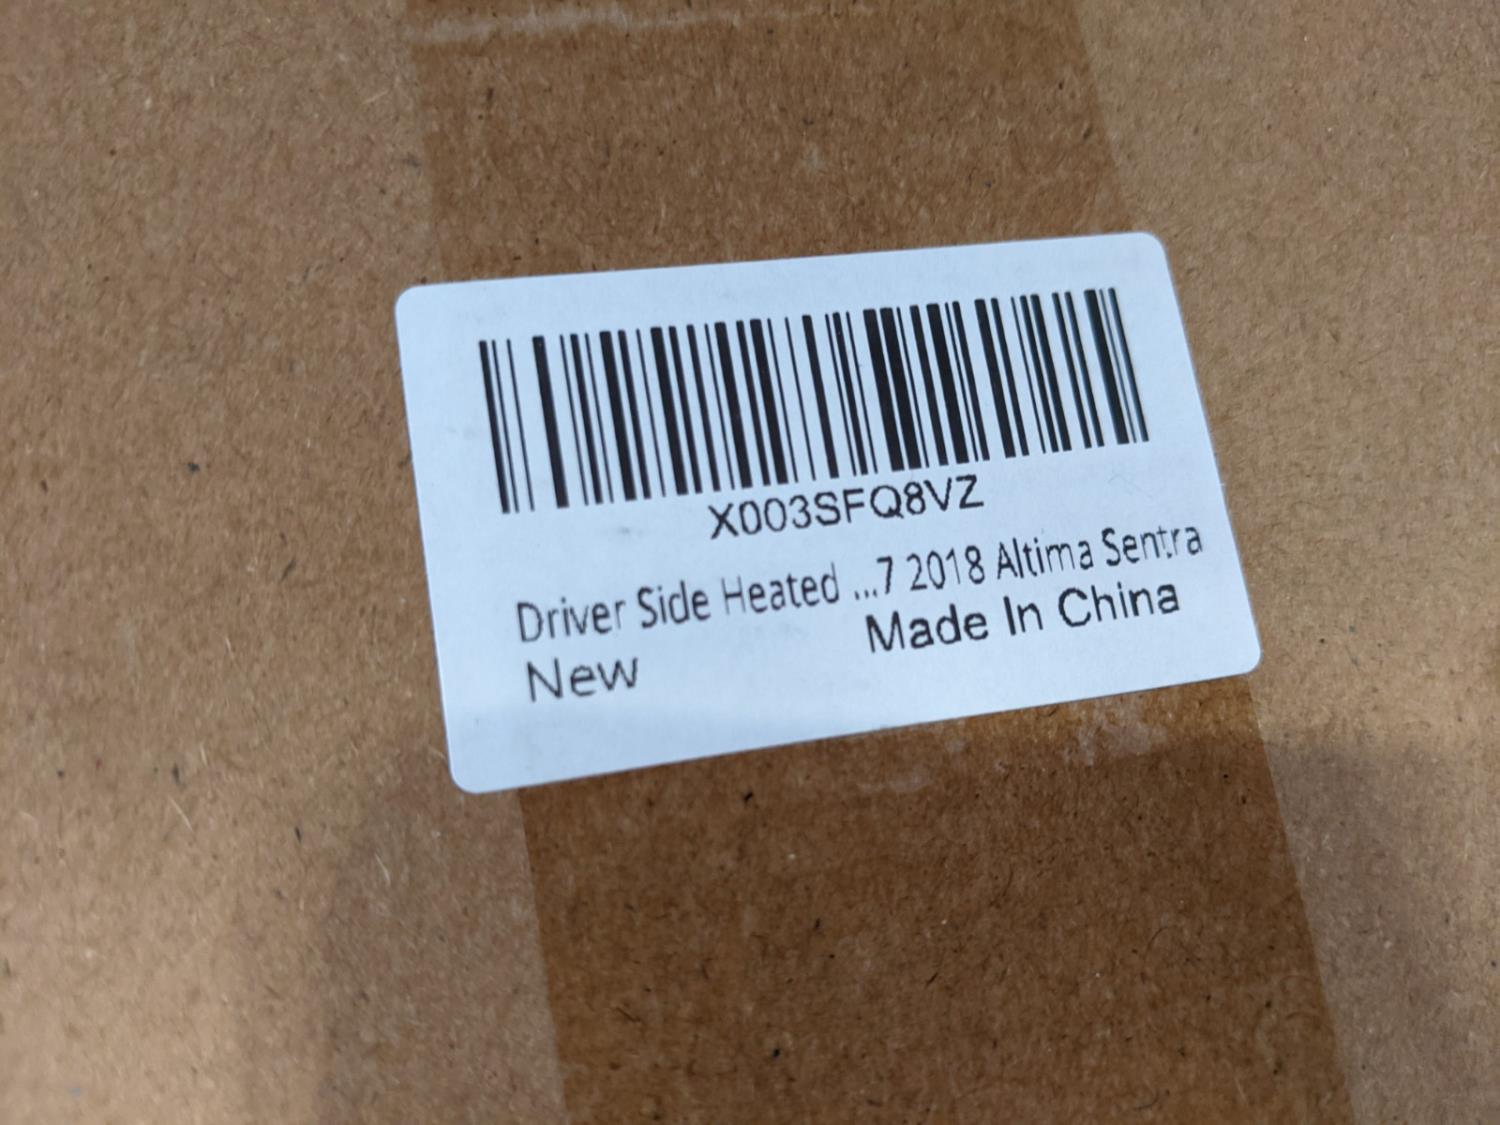 X003SFQ8VZ
Driver Side Heated ...7 2018 Altima Sentra
New
Made In China